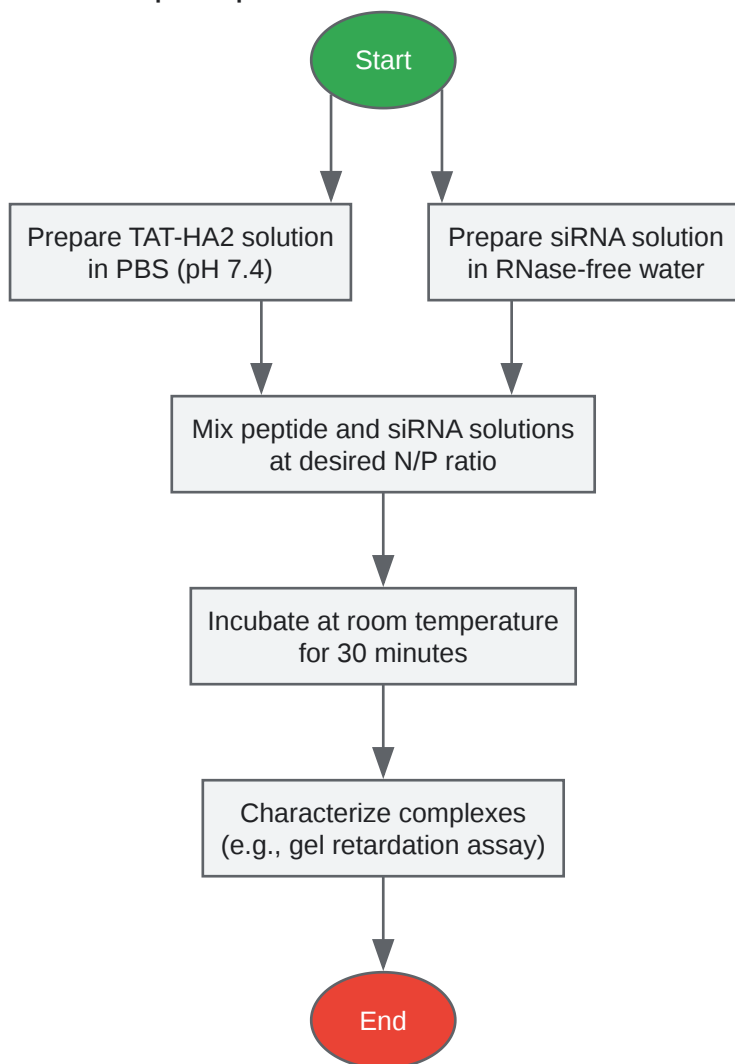 Start
Prepare TAT-HA2 solution
in PBS (pH 7.4)
Prepare siRNA solution
in RNase-free water
Mix peptide and siRNA solutions
at desired N/P ratio
Incubate at room temperature
for 30 minutes
Characterize complexes
(e.g., gel retardation assay)
End